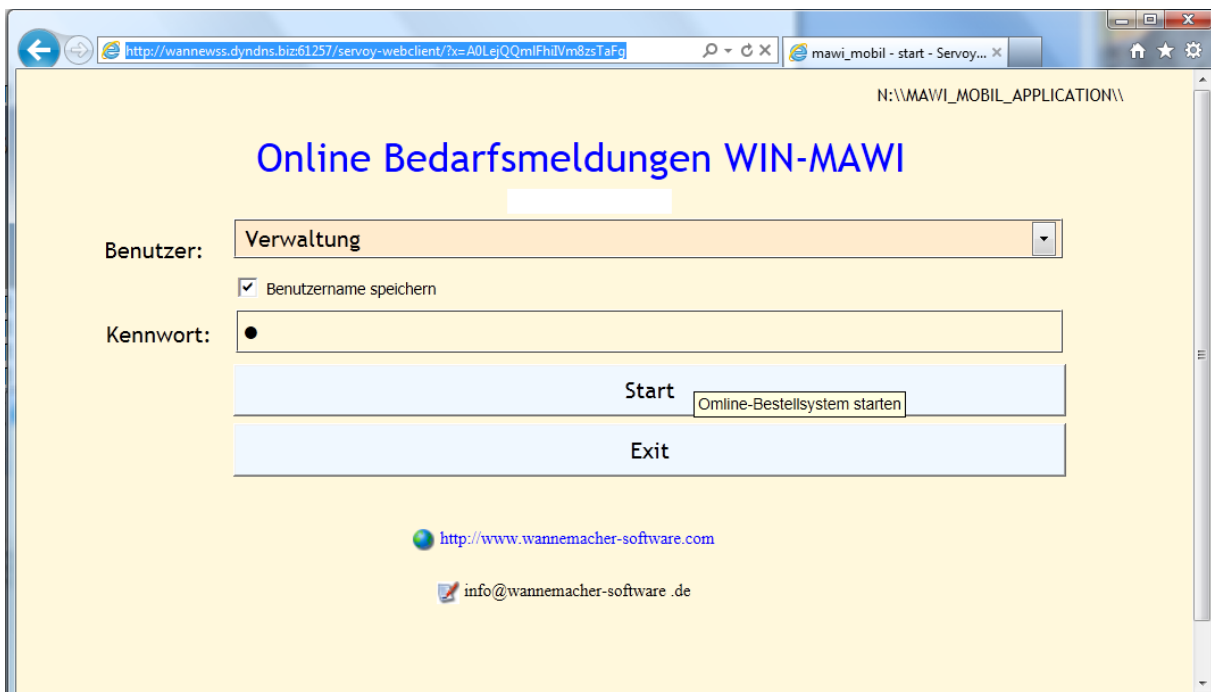 http://wannewss.dyndns.biz:61257/servoy-webclient/?x=A0LejQQmlFhiIVm8zsTaFg
mawi_mobil - start - Servoy...
N:\\MAWI_MOBIL_APPLICATION\\
Online Bedarfsmeldungen WIN-MAWI
Benutzer:
Verwaltung
Benutzername speichern
Kennwort:
Start
Omline-Bestellsystem starten
Exit
http://www.wannemacher-software.com
info@wannemacher-software .de